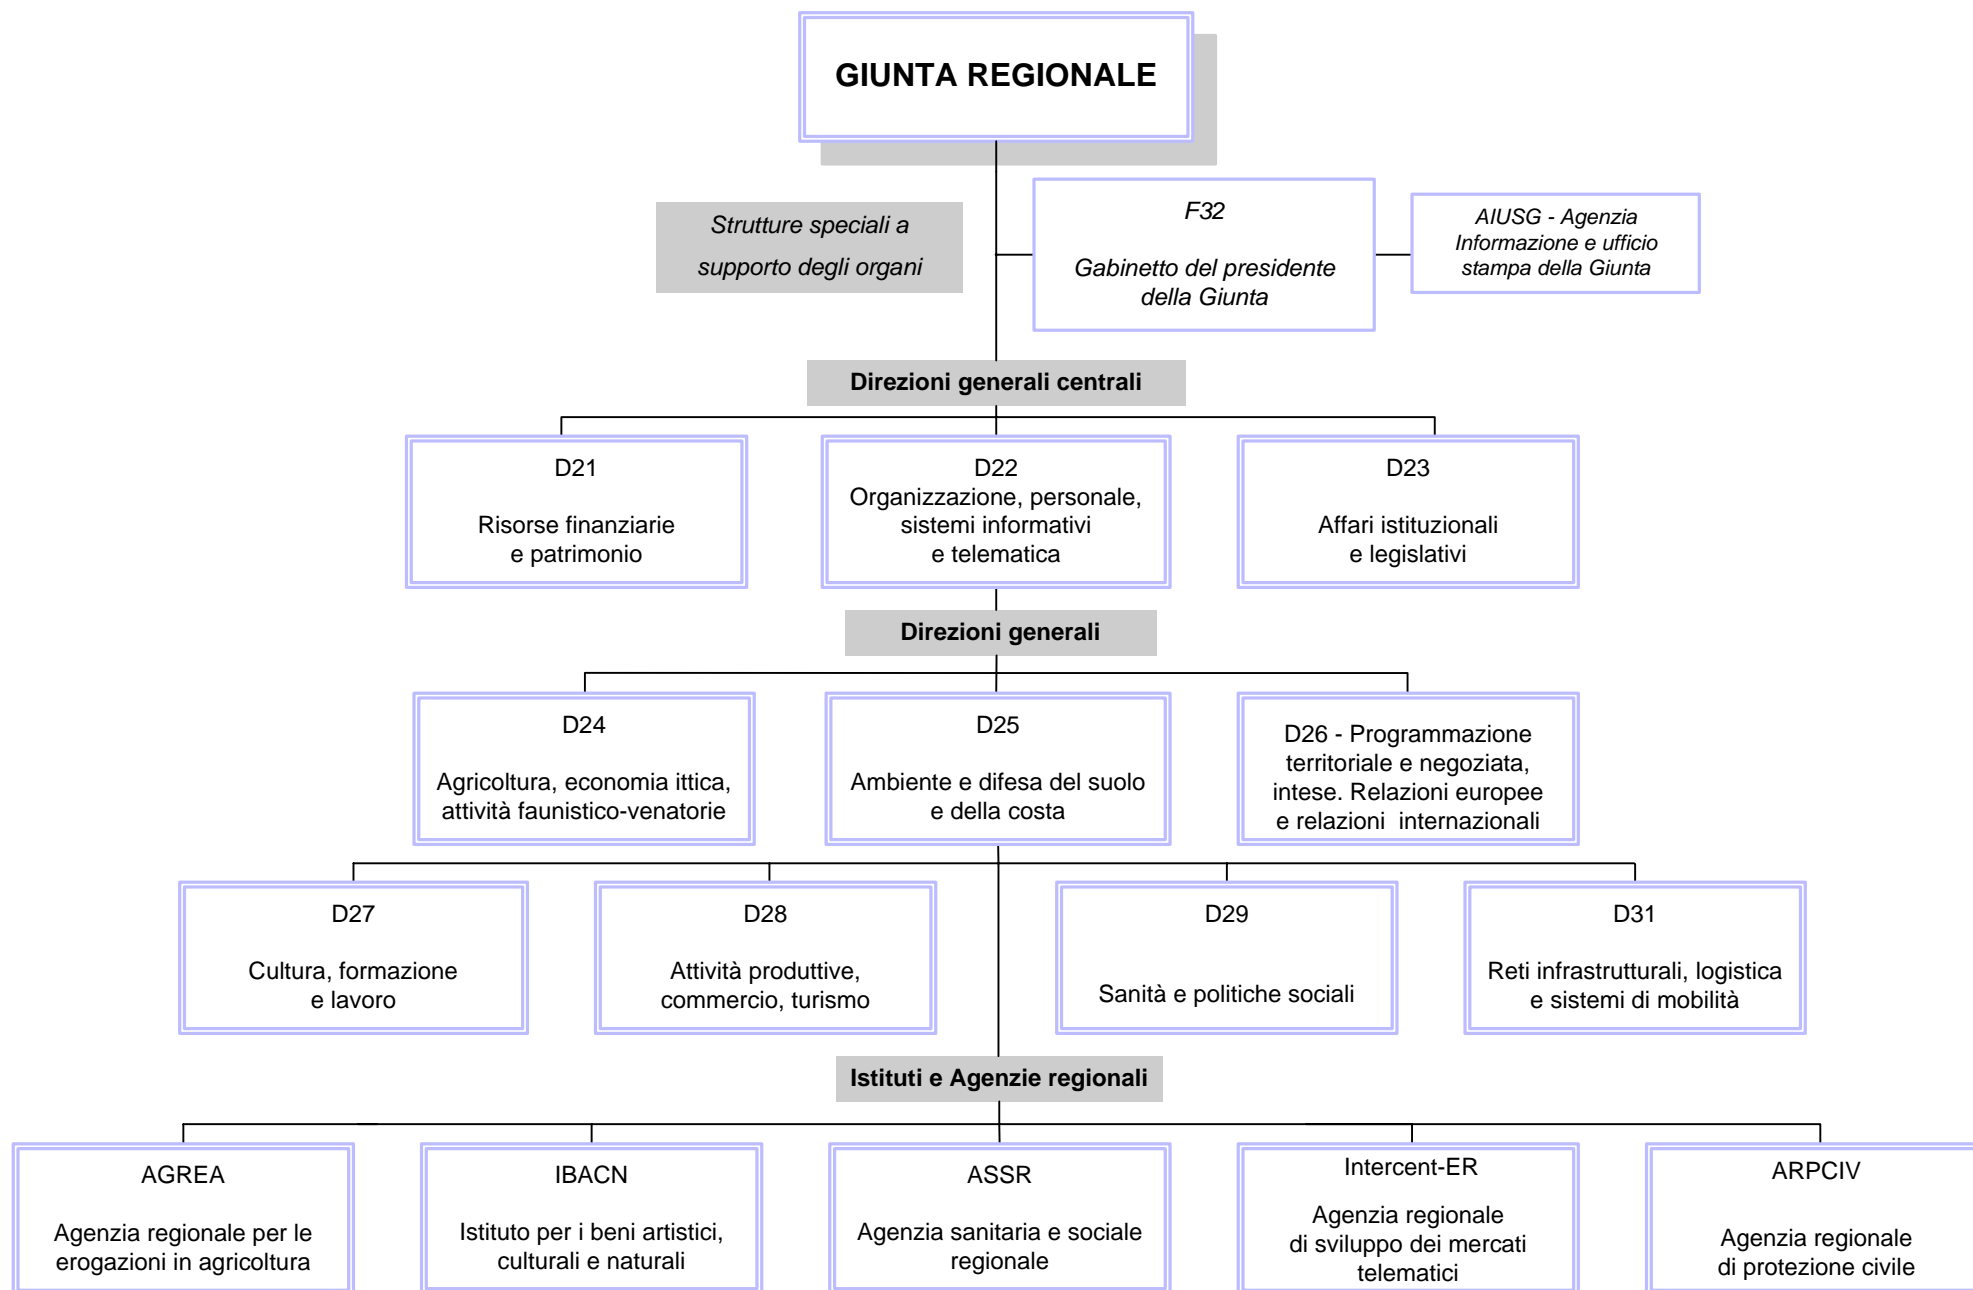 GIUNTA REGIONALE
Strutture speciali a
supporto degli organi
F32
Gabinetto del presidente
della Giunta
AIUSG - Agenzia
Informazione e ufficio
stampa della Giunta
Direzioni generali centrali
D21
Risorse finanziarie
e patrimonio
D22
Organizzazione, personale,
sistemi informativi
e telematica
D23
Affari istituzionali
e legislativi
Direzioni generali
D24
Agricoltura, economia ittica,
attività faunistico-venatorie
D25
Ambiente e difesa del suolo
e della costa
D26 - Programmazione
territoriale e negoziata,
intese. Relazioni europee
e relazioni internazionali
D27
Cultura, formazione
e lavoro
D28
Attività produttive,
commercio, turismo
D29
Sanità e politiche sociali
D31
Reti infrastrutturali, logistica
e sistemi di mobilità
Istituti e Agenzie regionali
AGREA
Agenzia regionale per le
erogazioni in agricoltura
IBACN
Istituto per i beni artistici,
culturali e naturali
ASSR
Agenzia sanitaria e sociale
regionale
Intercent-ER
Agenzia regionale
di sviluppo dei mercati
telematici
ARPCIV
Agenzia regionale
di protezione civile